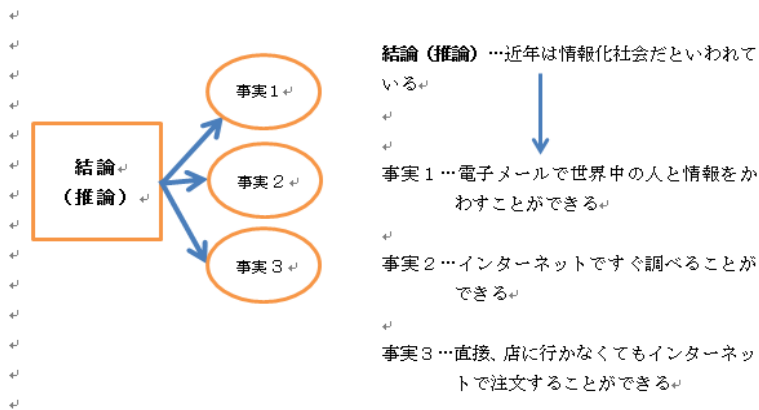 結論
（推論）
事実１
事実２
事実３
結論（推論）…近年は情報化社会だといわれて
いる
事実１…電子メールで世界中の人と情報をか
わすことができる
事実２…インターネットですぐ調べることが
できる
事実３…直接、店に行かなくてもインターネッ
トで注文することができる